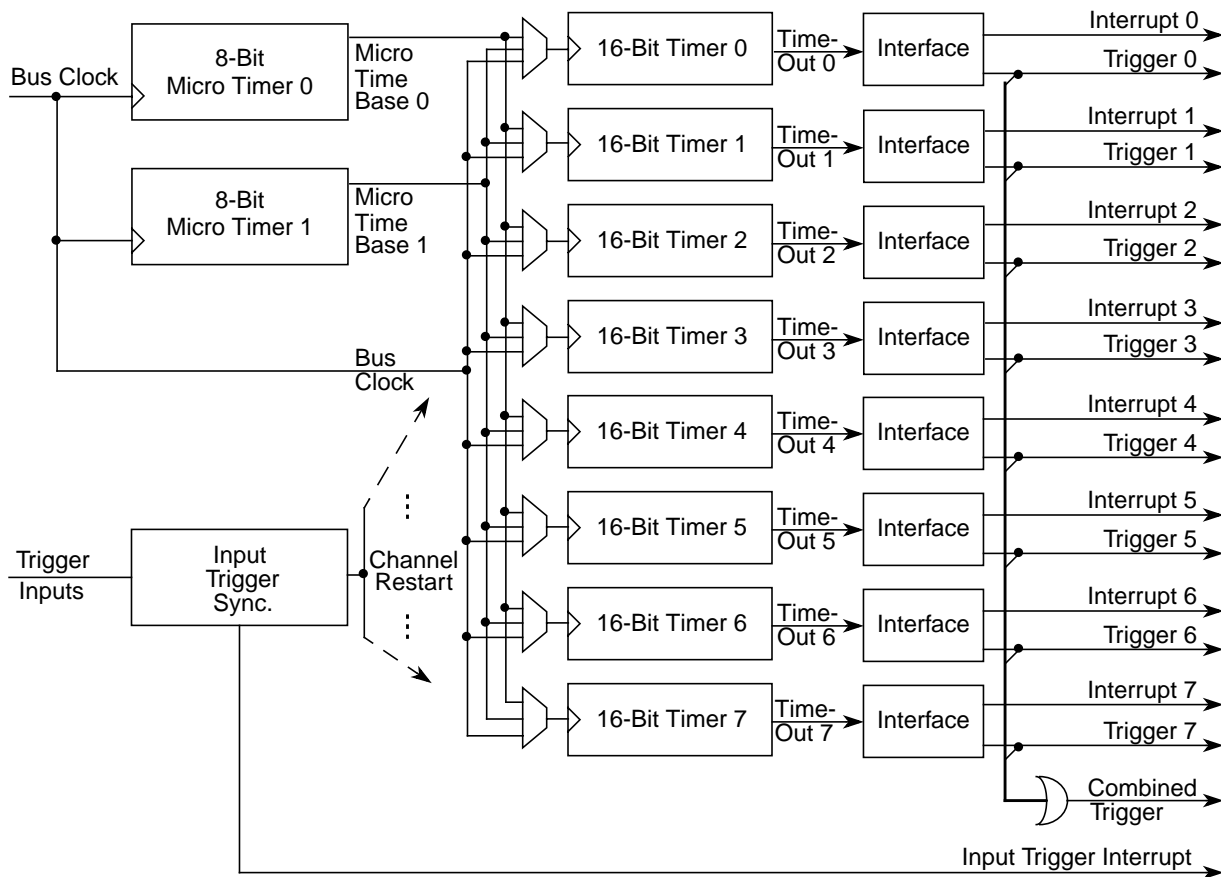 Bus Clock
8-Bit
Micro Timer 0
Micro
Time
Base 0
8-Bit
Micro Timer 1
Micro
Time
Base 1
Bus
Clock
Trigger
Inputs
Input
Trigger
Sync.
Channel
Restart
16-Bit Timer 0
Time-
Out 0
Interface
Interrupt 0
Trigger 0
16-Bit Timer 1
Time-
Out 1
Interface
Interrupt 1
Trigger 1
16-Bit Timer 2
Time-
Out 2
Interface
Interrupt 2
Trigger 2
16-Bit Timer 3
Time-
Out 3
Interface
Interrupt 3
Trigger 3
16-Bit Timer 4
Time-
Out 4
Interface
Interrupt 4
Trigger 4
16-Bit Timer 5
Time-
Out 5
Interface
Interrupt 5
Trigger 5
16-Bit Timer 6
Time-
Out 6
Interface
Interrupt 6
Trigger 6
16-Bit Timer 7
Time-
Out 7
Interface
Interrupt 7
Trigger 7
Combined
Trigger
Input Trigger Interrupt